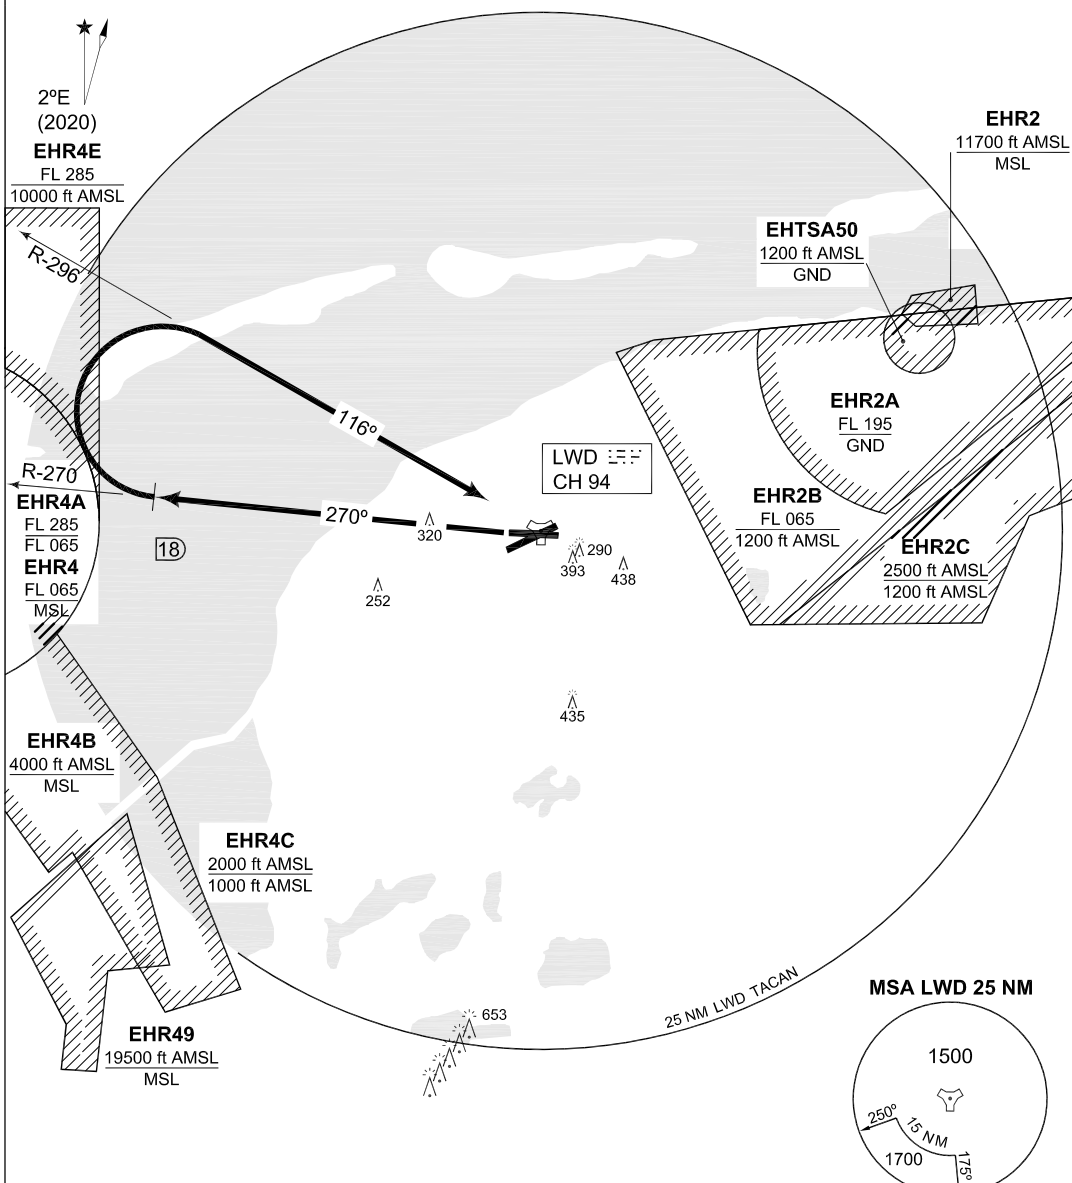 2ºE
(2020)
EHR4E
FL 285
10000 ft AMSL
R-296
EHR2
11700 ft AMSL
MSL
EHTSA50
1200 ft AMSL
GND
116º
EHR2A
FL 195
GND
LWD
CH 94
R-270
EHR4A
FL 285
FL 065
EHR4
FL 065
MSL
18
270º
320
290
393
438
252
EHR2B
FL 065
1200 ft AMSL
EHR2C
2500 ft AMSL
1200 ft AMSL
435
EHR4B
4000 ft AMSL
MSL
EHR4C
2000 ft AMSL
1000 ft AMSL
653
25 NM LWD TACAN
EHR49
19500 ft AMSL
MSL
MSA LWD 25 NM
1500
250º
15 NM
1700
175º